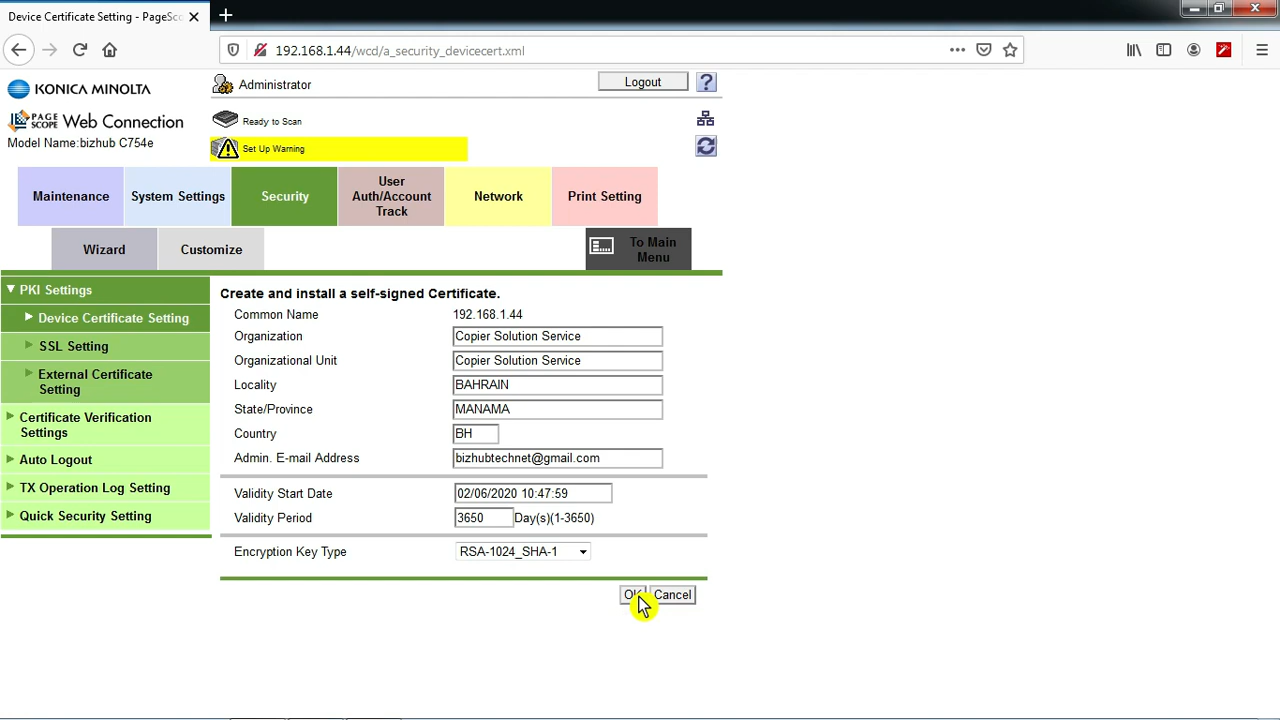 Device Certificate Setting - PageSco
192.168.1.44/wcd/a_security_devicecert.xml
KONICA MINOLTA
Administrator
Logout
?
PAGE SCOPE Web Connection
Ready to Scan
Model Name:bizhub C754e
Set Up Warning
Maintenance
System Settings
Security
User
Auth/Account
Track
Network
Print Setting
Wizard
Customize
To Main
Menu
PKI Settings
Device Certificate Setting
SSL Setting
External Certificate
Setting
Certificate Verification
Settings
Auto Logout
TX Operation Log Setting
Quick Security Setting
Create and install a self-signed Certificate.
Common Name 192.168.1.44
Organization Copier Solution Service
Organizational Unit Copier Solution Service
Locality BAHRAIN
State/Province MANAMA
Country BH
Admin. E-mail Address bizhubtechnet@gmail.com
Validity Start Date 02/06/2020 10:47:59
Validity Period 3650 Day(s)(1-3650)
Encryption Key Type RSA-1024_SHA-1
OK Cancel